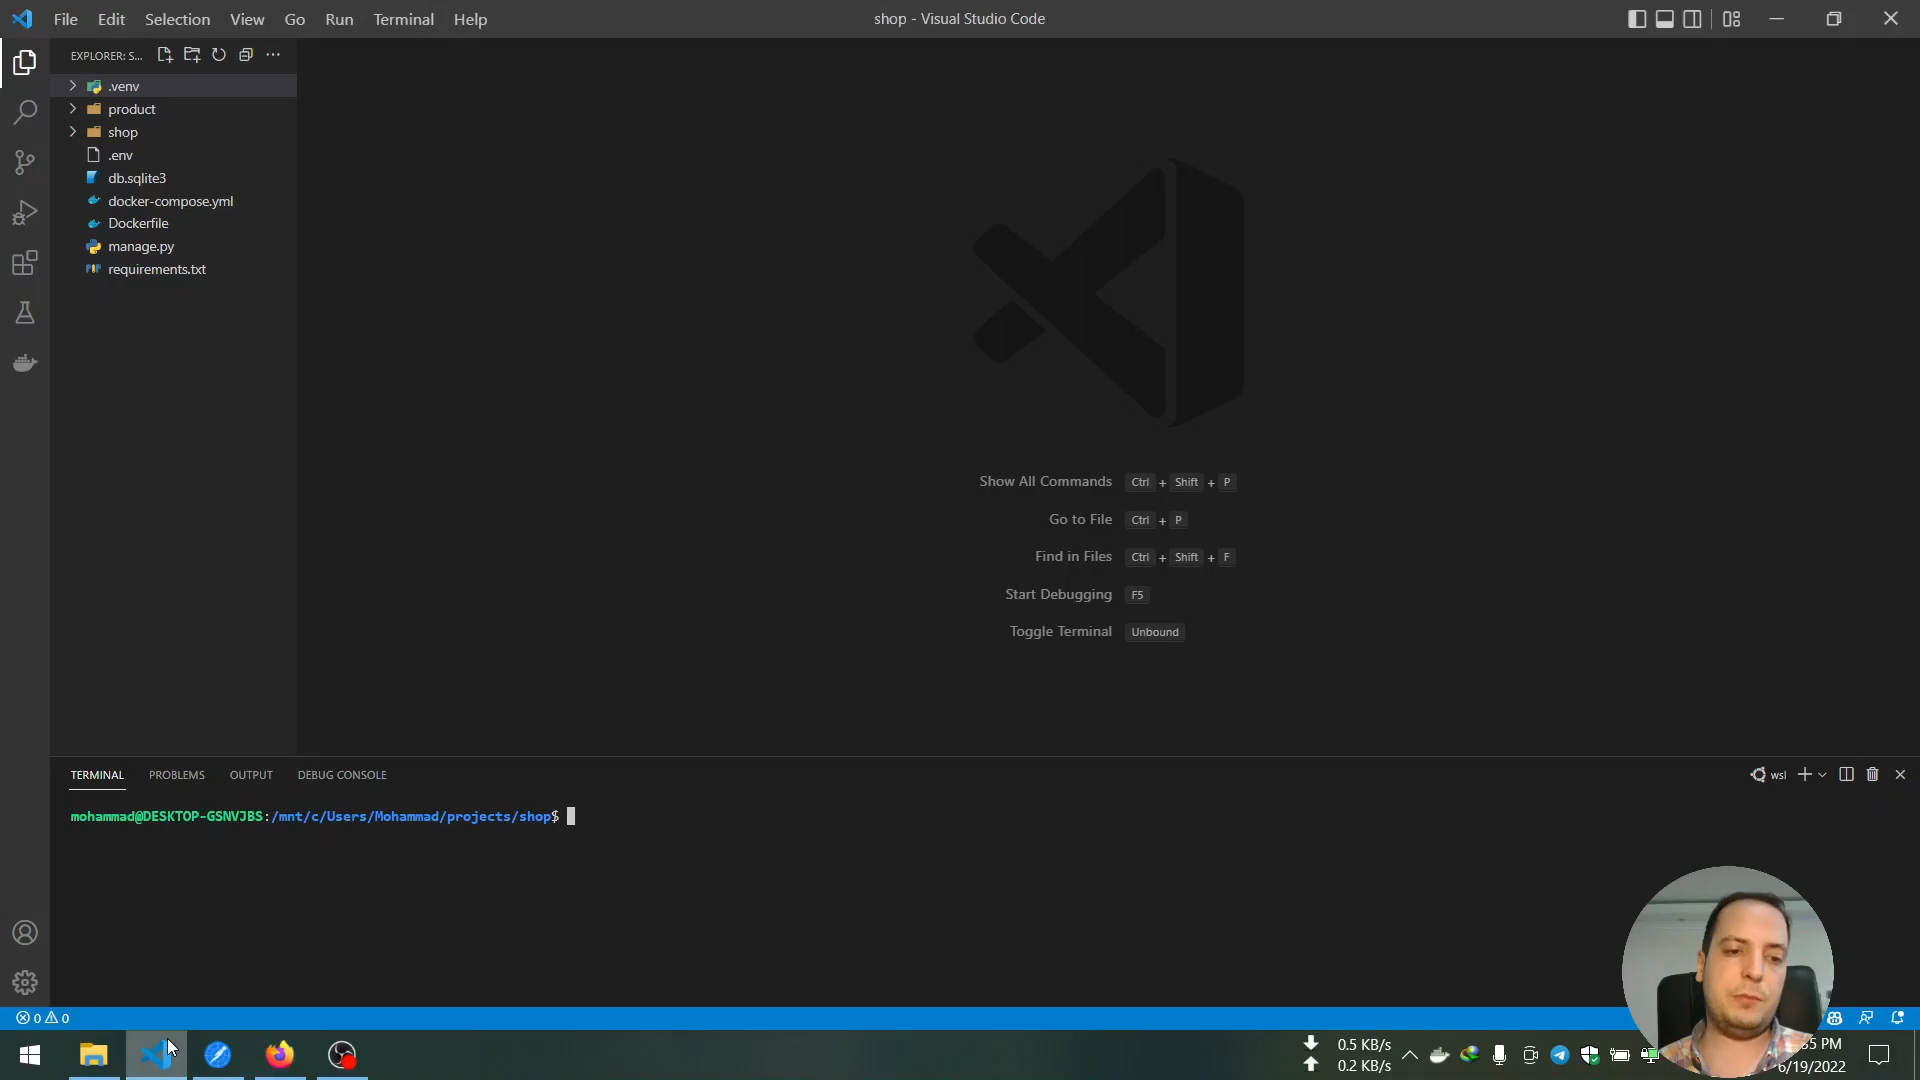 File Edit Selection View Go Run Terminal Help
shop - Visual Studio Code
EXPLORER: S...
.venv
product
shop
.env
db.sqlite3
docker-compose.yml
Dockerfile
manage.py
requirements.txt
Show All Commands Ctrl + Shift + P
Go to File Ctrl + P
Find in Files Ctrl + Shift + F
Start Debugging F5
Toggle Terminal Unbound
TERMINAL PROBLEMS OUTPUT DEBUG CONSOLE
wsl
mohammad@DESKTOP-GSNVJBS:/mnt/c/Users/Mohammad/projects/shop$
0 0
0.5 KB/s
0.2 KB/s
PM
6/19/2022